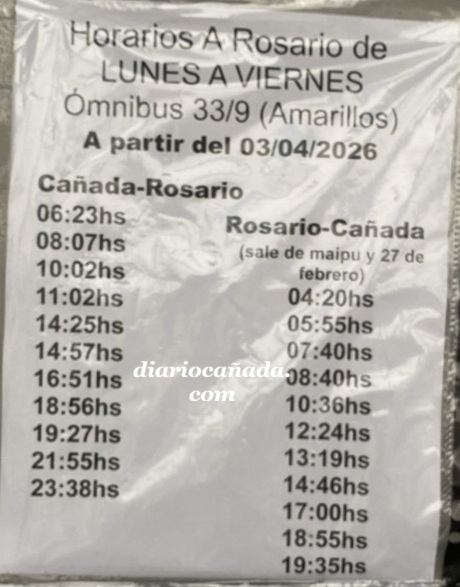 Horarios A Rosario de
LUNES A VIERNES
Ómnibus 33/9 (Amarillos)
A partir del 03/04/2026
Cañada-Rosario
06:23hs
08:07hs
10:02hs
11:02hs
14:25hs
14:57hs
16:51hs
18:56hs
19:27hs
21:55hs
23:38hs
Rosario-Cañada
(sale de maipu y 27 de
febrero)
04:20hs
05:55hs
07:40hs
08:40hs
10:36hs
12:24hs
13:19hs
14:46hs
17:00hs
18:55hs
19:35hs
diariocañada.
com